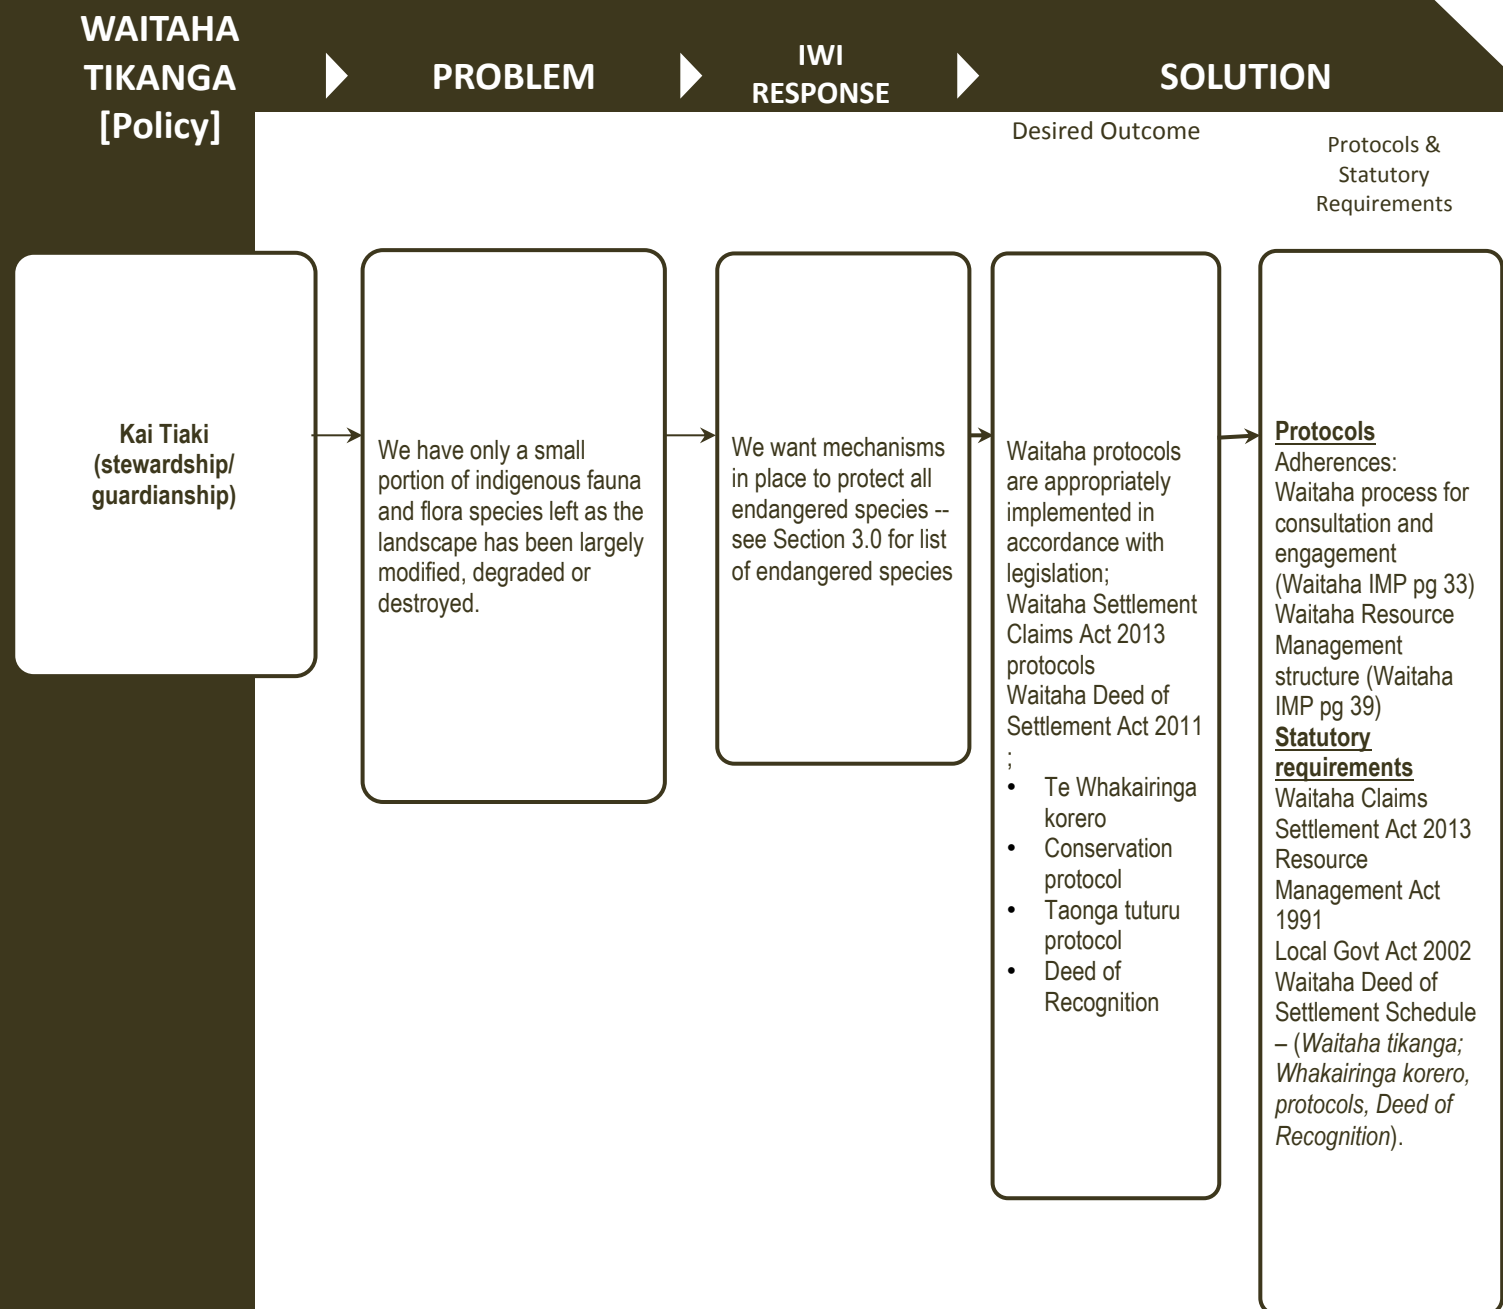 WAITAHA
TIKANGA
[Policy]
PROBLEM
IWI
RESPONSE
SOLUTION
Desired Outcome
Protocols &
Statutory
Requirements
Kai Tiaki
(stewardship/
guardianship)
We have only a small
portion of indigenous fauna
and flora species left as the
landscape has been largely
modified, degraded or
destroyed.
We want mechanisms
in place to protect all
endangered species --
see Section 3.0 for list
of endangered species
Waitaha protocols
are appropriately
implemented in
accordance with
legislation;
Waitaha Settlement
Claims Act 2013
protocols
Waitaha Deed of
Settlement Act 2011
;
• Te Whakairinga
korero
• Conservation
protocol
• Taonga tuturu
protocol
• Deed of
Recognition
Protocols
Adherences:
Waitaha process for
consultation and
engagement
(Waitaha IMP pg 33)
Waitaha Resource
Management
structure (Waitaha
IMP pg 39)
Statutory
requirements
Waitaha Claims
Settlement Act 2013
Resource
Management Act
1991
Local Govt Act 2002
Waitaha Deed of
Settlement Schedule
– (Waitaha tikanga;
Whakairinga korero,
protocols, Deed of
Recognition).